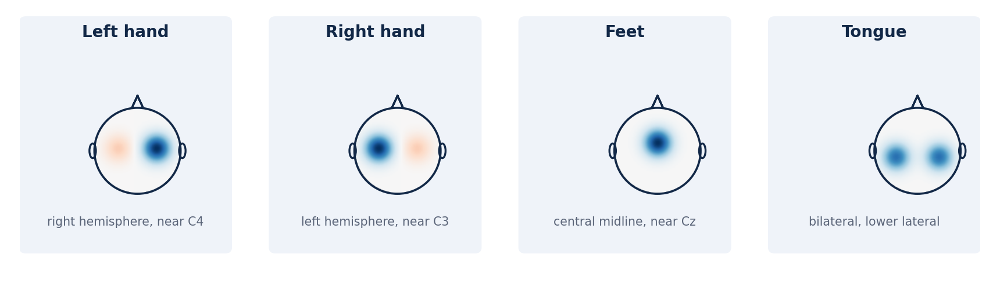 Left hand
right hemisphere, near C4
Right hand
left hemisphere, near C3
Feet
central midline, near Cz
Tongue
bilateral, lower lateral